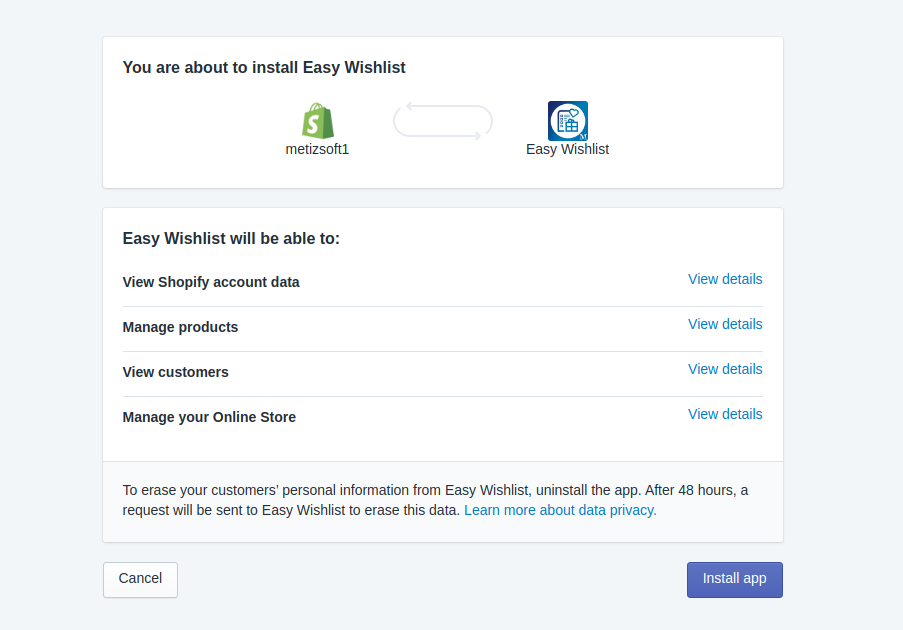 You are about to install Easy Wishlist
metizsoft1
Easy Wishlist
Easy Wishlist will be able to:
View Shopify account data
View details
Manage products
View details
View customers
View details
Manage your Online Store
View details
To erase your customers’ personal information from Easy Wishlist, uninstall the app. After 48 hours, a
request will be sent to Easy Wishlist to erase this data. Learn more about data privacy.
Cancel
Install app